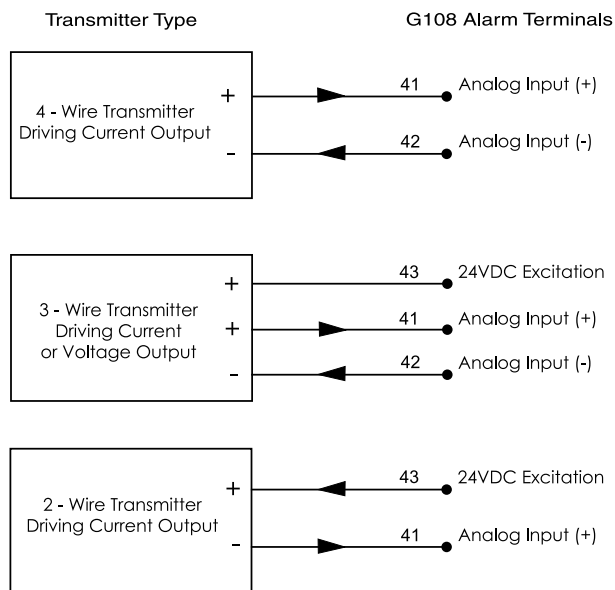 Transmitter Type
G108 Alarm Terminals
4 - Wire Transmitter
Driving Current Output
+
-
41
Analog Input (+)
42
Analog Input (-)
3 - Wire Transmitter
Driving Current
or Voltage Output
+
+
-
43
24VDC Excitation
41
Analog Input (+)
42
Analog Input (-)
2 - Wire Transmitter
Driving Current Output
+
-
43
24VDC Excitation
41
Analog Input (+)